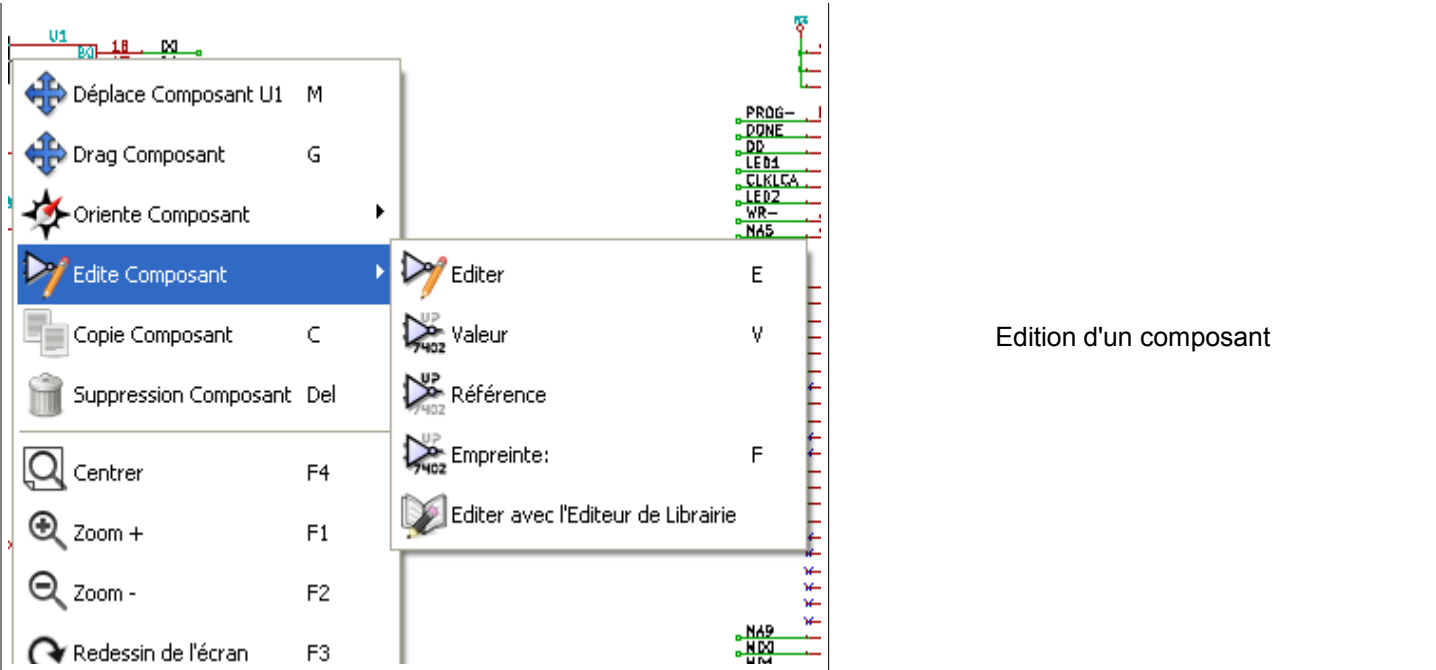 U1
18
Déplace Composant U1 M
Drag Composant G
Oriente Composant
Edite Composant
Copie Composant C
Suppression Composant Del
Centrer F4
Zoom + F1
Zoom - F2
Redessin de l'écran F3
Editer E
Valeur V
Référence
Empreinte: F
Editer avec l'Editeur de Librairie
PROG-
DONE
DD
LED1
CLKLCA
LED2
WR-
NA5
NA9
Edition d'un composant